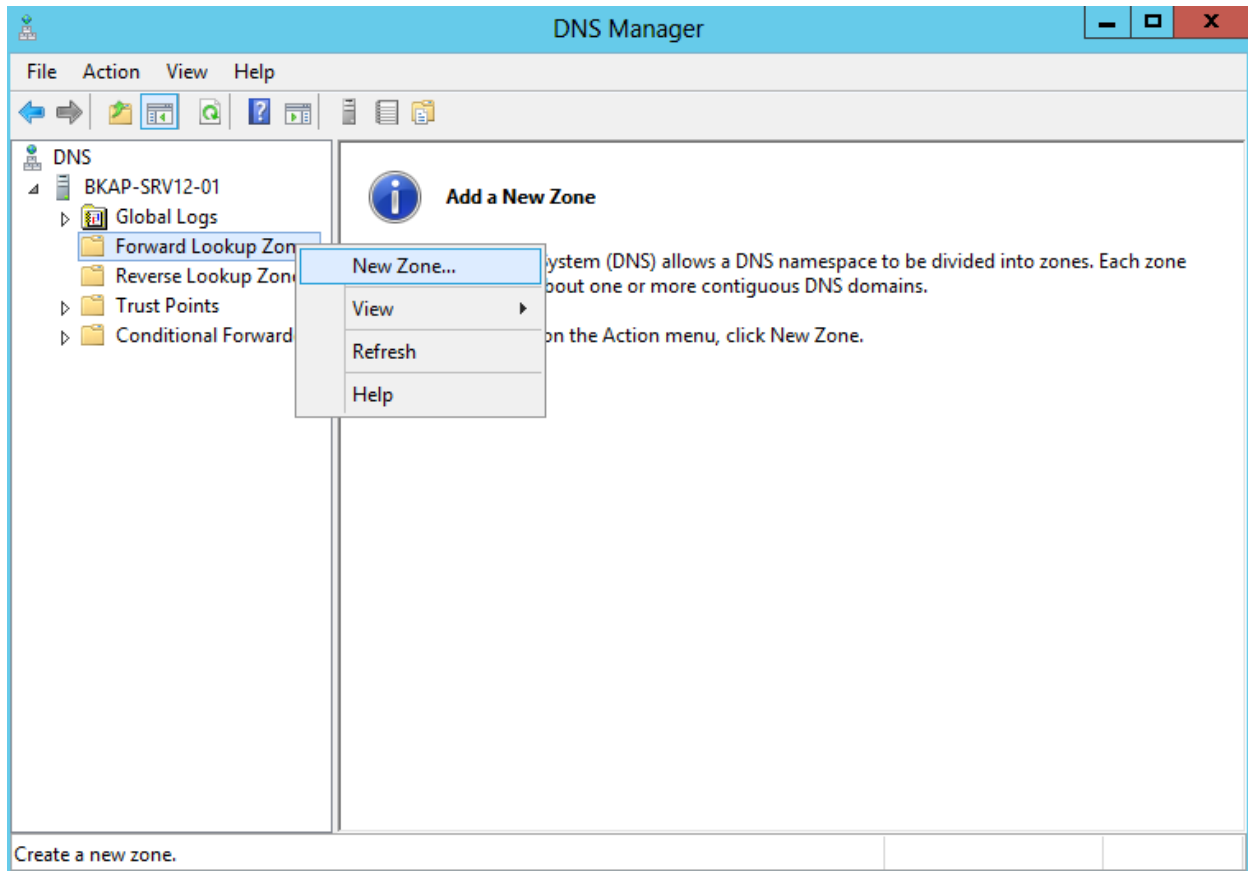 DNS Manager
File Action View Help
DNS
BKAP-SRV12-01
Global Logs
Forward Lookup Zon
Reverse Lookup Zon
Trust Points
Conditional Forward
New Zone...
View
Refresh
Help
Add a New Zone
ystem (DNS) allows a DNS namespace to be divided into zones. Each zone
bout one or more contiguous DNS domains.
on the Action menu, click New Zone.
Create a new zone.